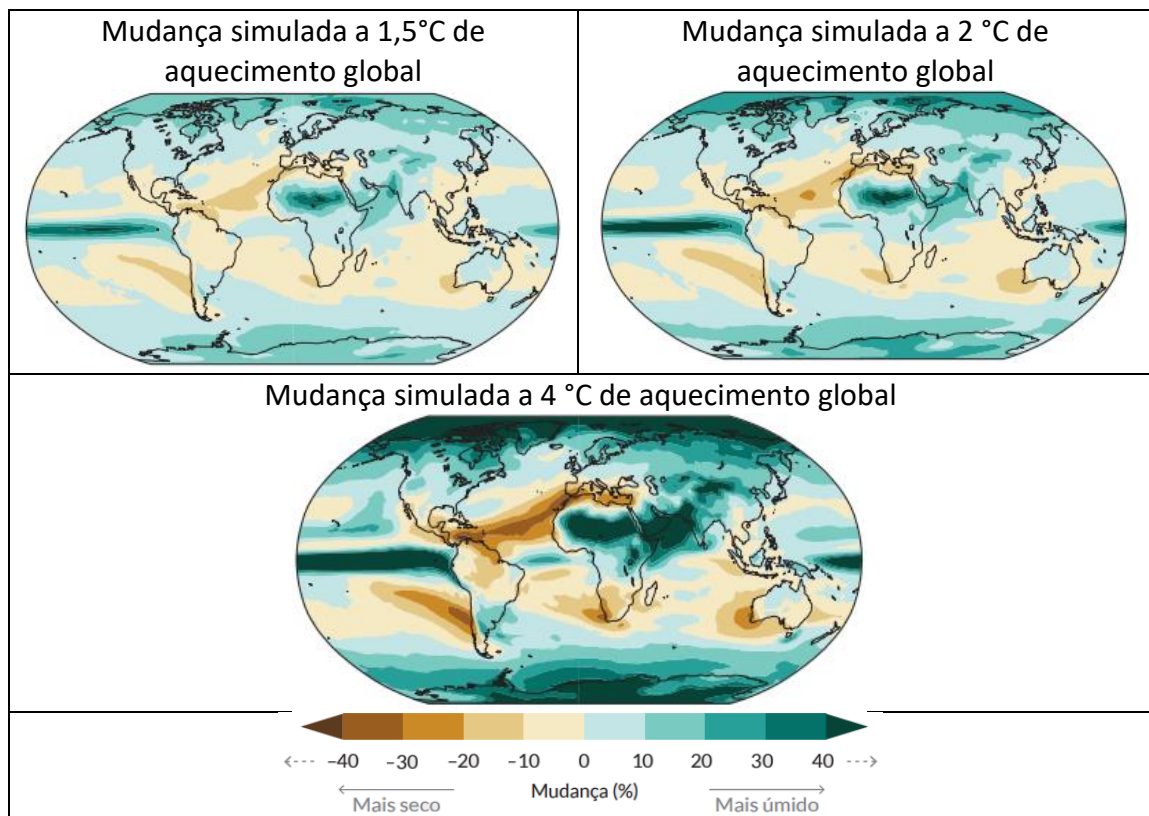 Mudança simulada a 1,5°C de
aquecimento global
Mudança simulada a 2 °C de
aquecimento global
Mudança simulada a 4 °C de aquecimento global
−40 −30 −20 −10 0 10 20 30 40
Mudança (%)
Mais seco
Mais úmido